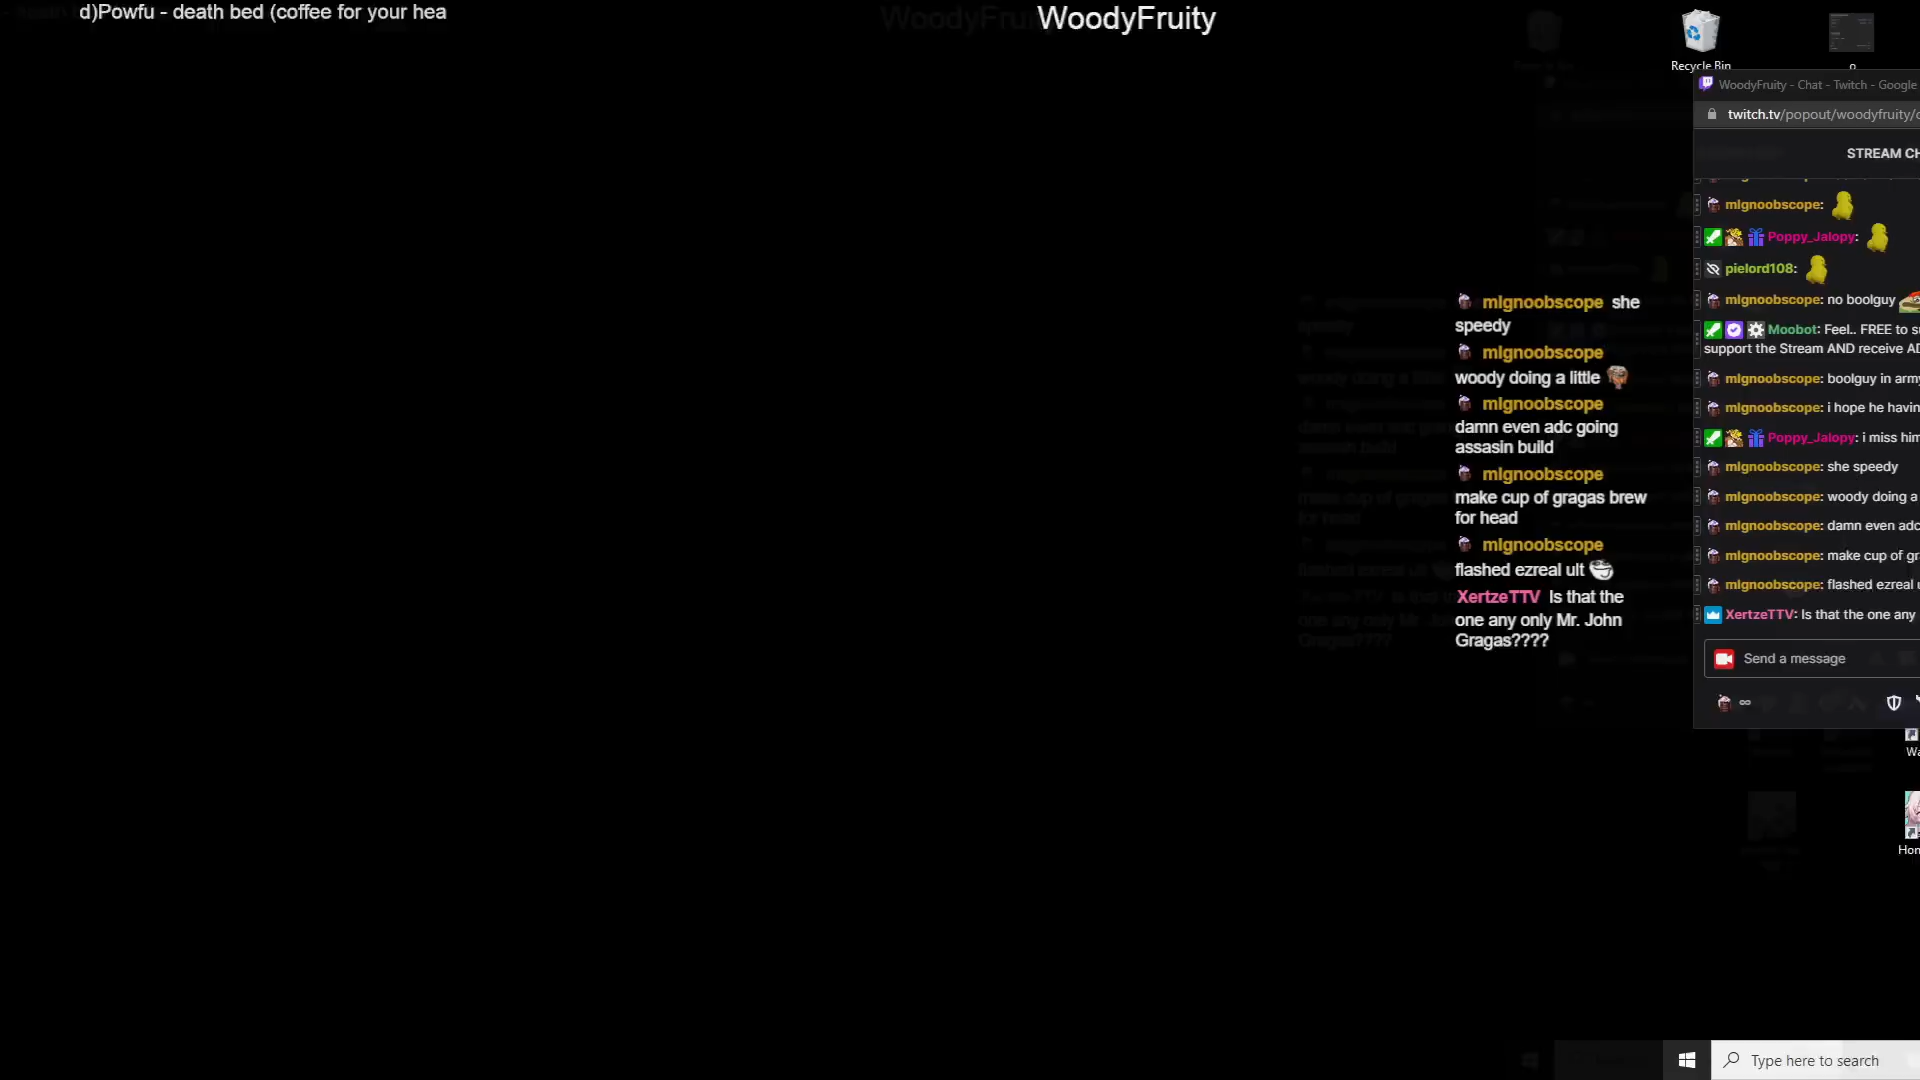 d)Powfu - death bed (coffee for your hea
WoodyFruity
Recycle Bin
WoodyFruity - Chat - Twitch - Google
twitch.tv/popout/woodyfruity/c
STREAM CH
mlgnoobscope:
Poppy_Jalopy:
pielord108:
mlgnoobscope: no boolguy
Moobot: Feel.. FREE to su
support the Stream AND receive AD
mlgnoobscope: boolguy in army
mlgnoobscope: i hope he havin
Poppy_Jalopy: i miss him
mlgnoobscope: she speedy
mlgnoobscope: woody doing a
mlgnoobscope: damn even adc
mlgnoobscope: make cup of gr
mlgnoobscope: flashed ezreal u
XertzeTTV: Is that the one any
Send a message
mlgnoobscope she
speedy
mlgnoobscope
woody doing a little
mlgnoobscope
damn even adc going
assasin build
mlgnoobscope
make cup of gragas brew
for head
mlgnoobscope
flashed ezreal ult
XertzeTTV Is that the
one any only Mr. John
Gragas????
Wa
Hon
Type here to search